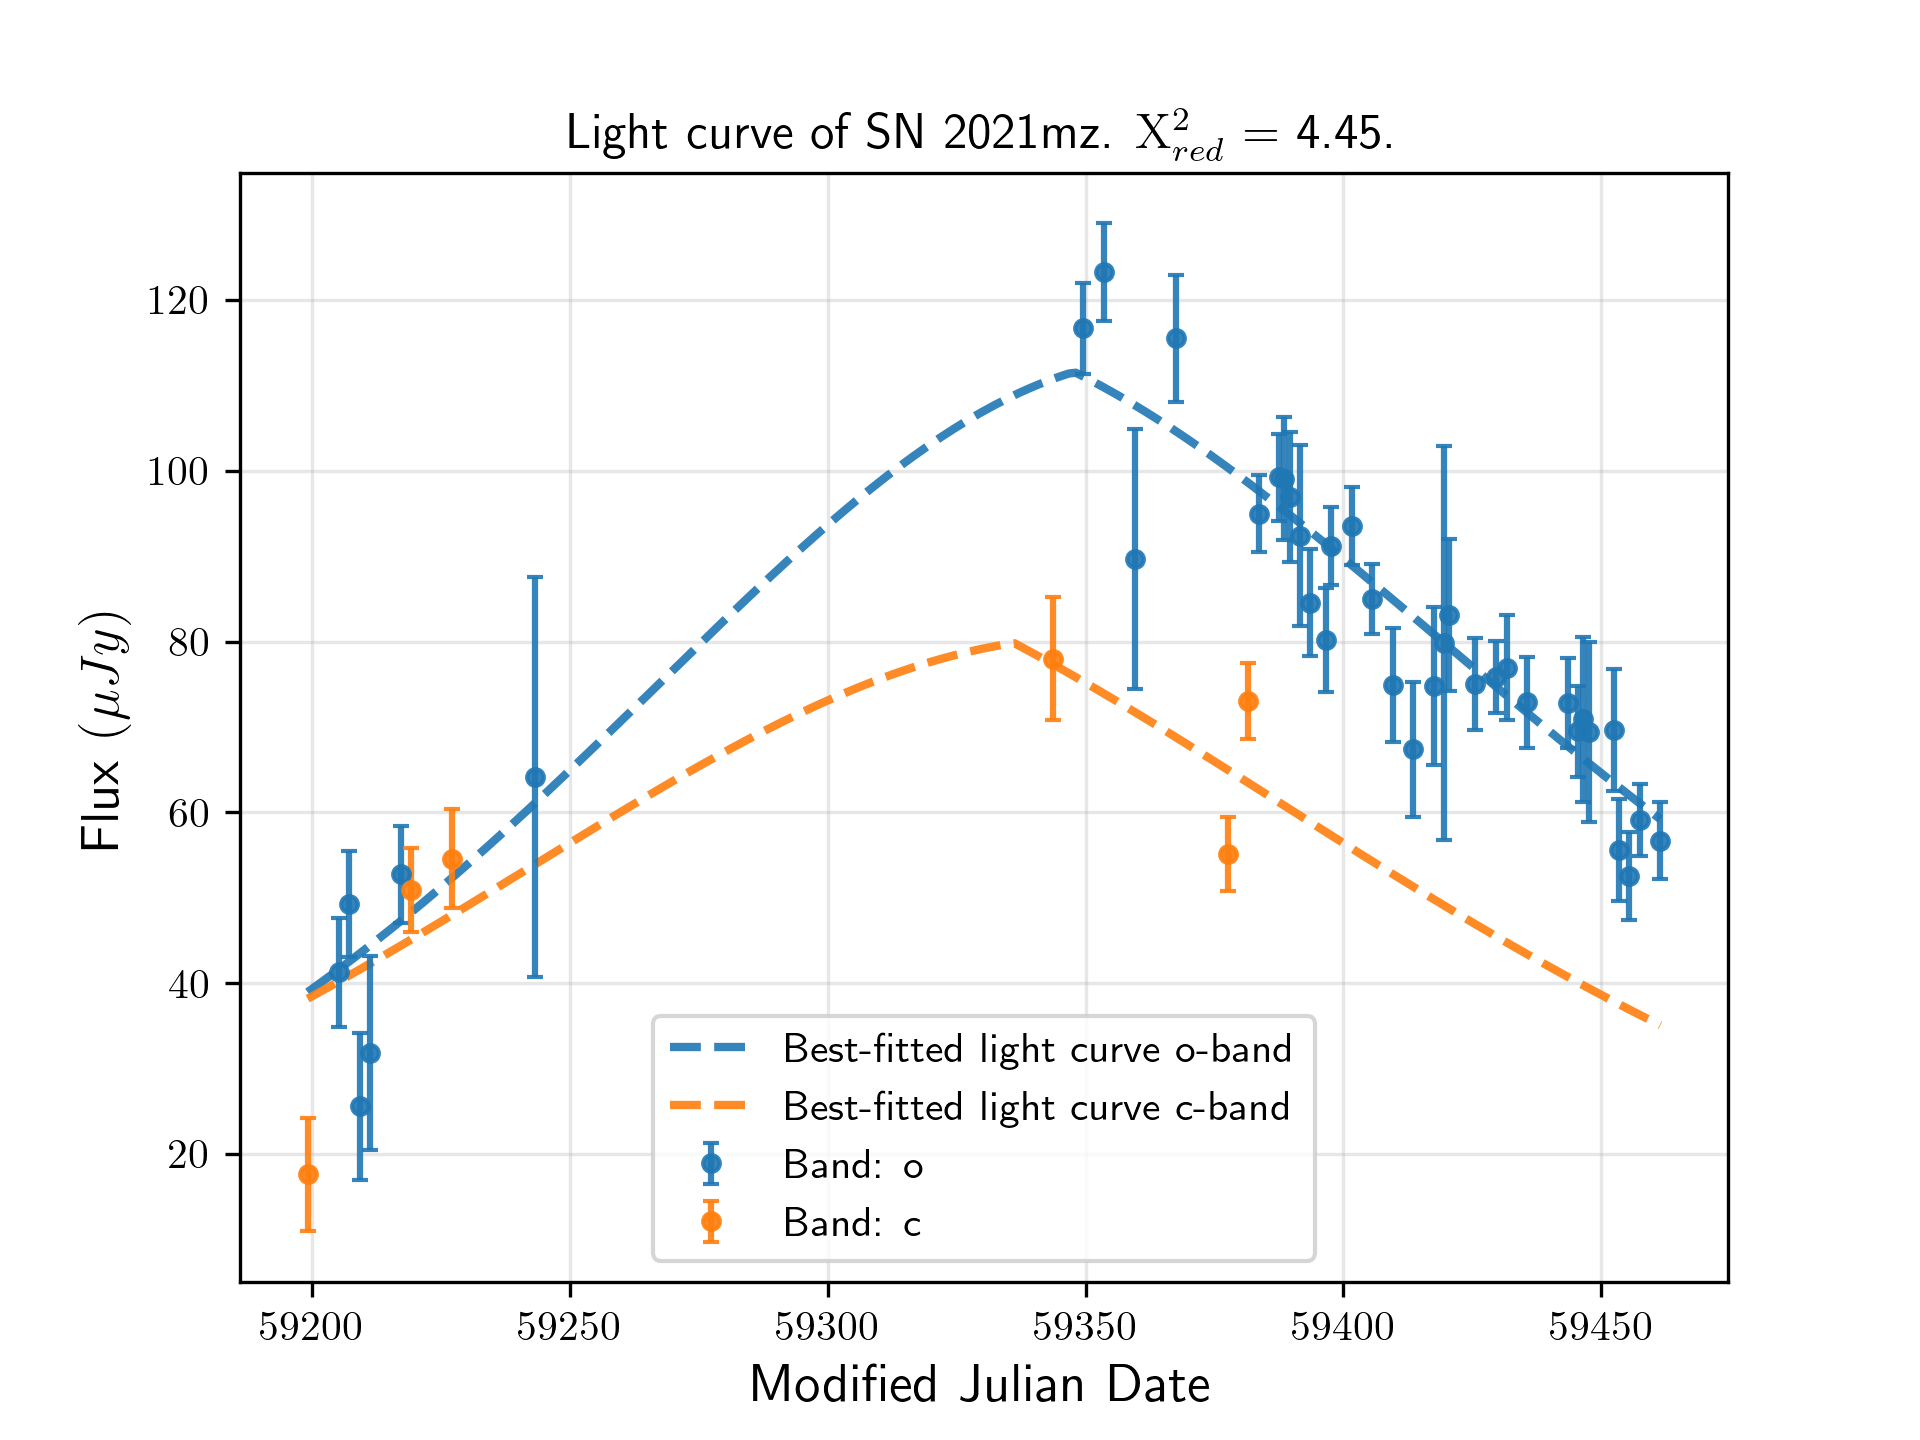 Light curve of SN 2021mz. X²_red = 4.45.
Flux (μJy)
120
100
80
60
40
20
Best-fitted light curve o-band
Best-fitted light curve c-band
Band: o
Band: c
59200 59250 59300 59350 59400 59450
Modified Julian Date